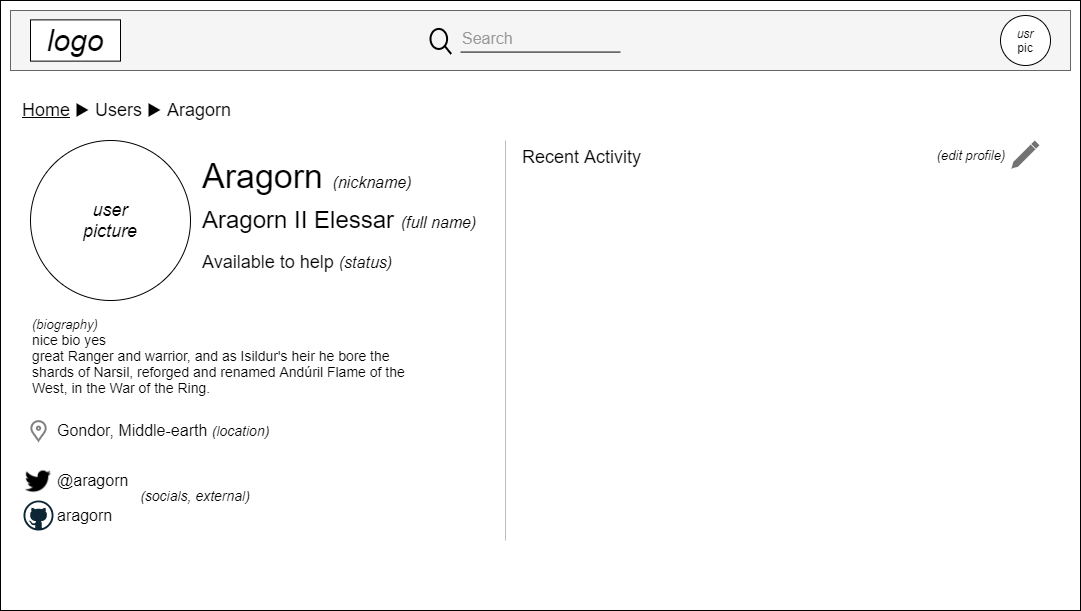 logo
Search
usr
pic
Home Users Aragorn
user
picture
Aragorn (nickname)
Aragorn II Elessar (full name)
Available to help (status)
(biography)
nice bio yes
great Ranger and warrior, and as Isildur's heir he bore the
shards of Narsil, reforged and renamed Andúril Flame of the
West, in the War of the Ring.
Gondor, Middle-earth (location)
@aragorn
(socials, external)
aragorn
Recent Activity
(edit profile)